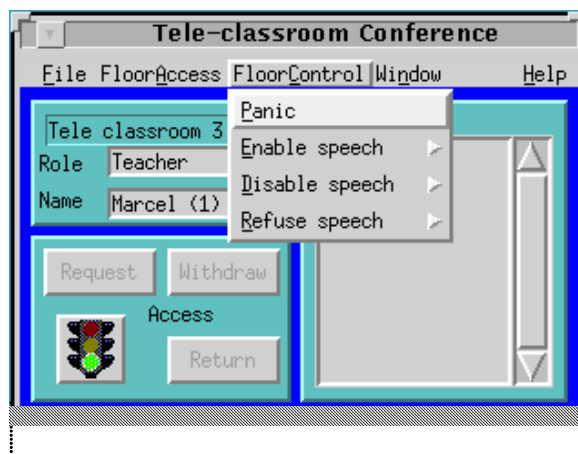 Tele-classroom Conference
File FloorAccess FloorControl Window Help
Panic
Enable speech
Disable speech
Refuse speech
Tele classroom 3
Role Teacher
Name Marcel (1)
Request Withdraw
Access
Return